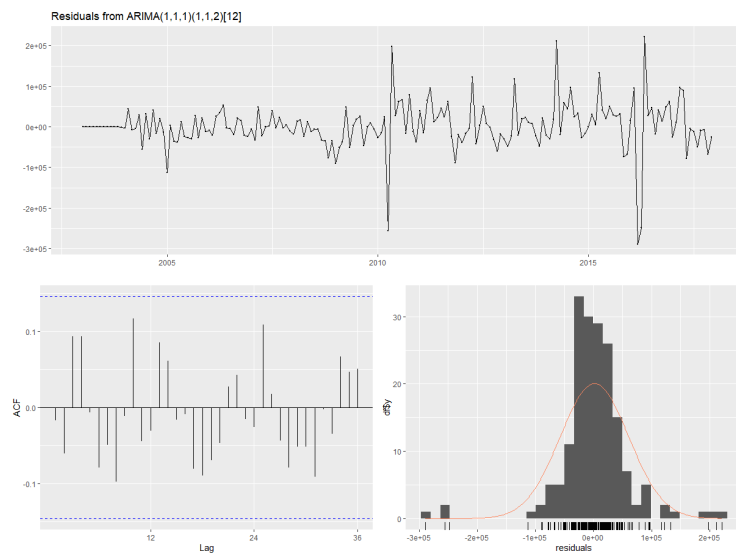 Residuals from ARIMA(1,1,1)(1,1,2)[12]
2e+05
1e+05
0e+00
-1e+05
-2e+05
-3e+05
2005
2010
2015
0.1
0.0
-0.1
ACF
12
24
36
Lag
30
20
10
0
df$y
-3e+05
-2e+05
-1e+05
0e+00
1e+05
2e+05
residuals